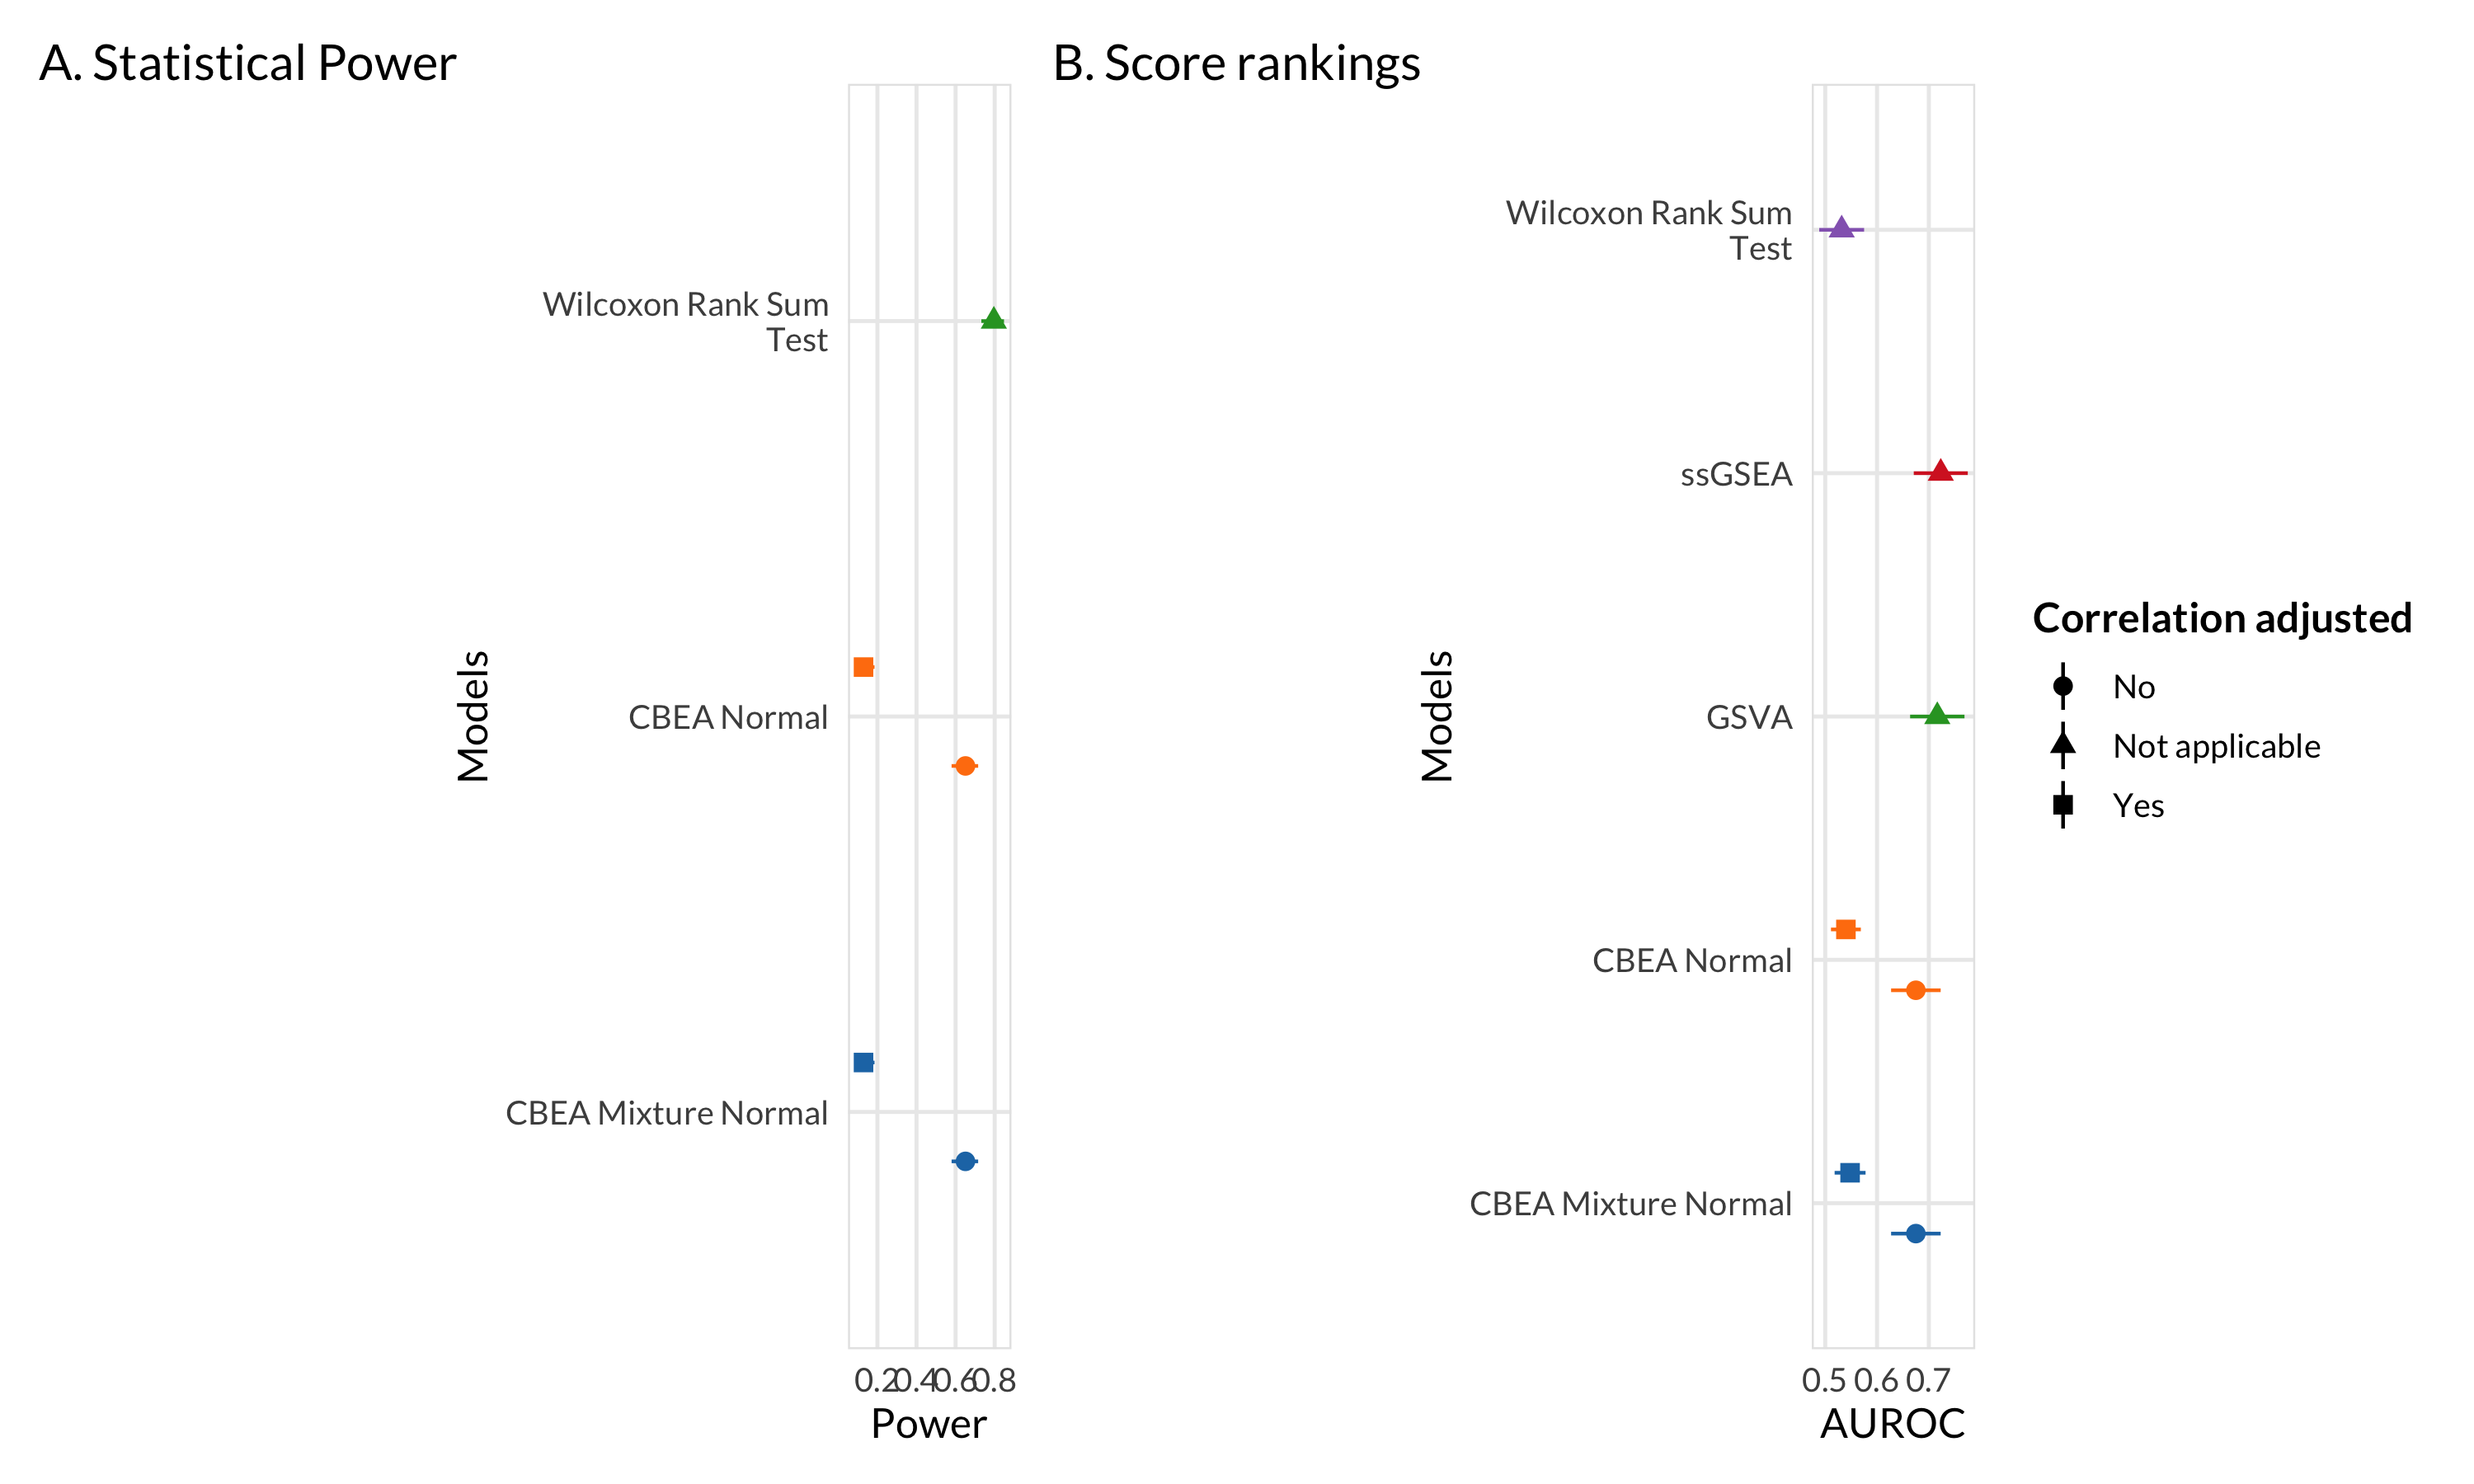 A. Statistical Power
Wilcoxon Rank Sum
Test
CBEA Normal
CBEA Mixture Normal
Models
0.2 0.4 0.6 0.8
Power
B. Score rankings
Wilcoxon Rank Sum
Test
ssGSEA
GSVA
CBEA Normal
CBEA Mixture Normal
Models
0.5 0.6 0.7
AUROC
Correlation adjusted
No
Not applicable
Yes